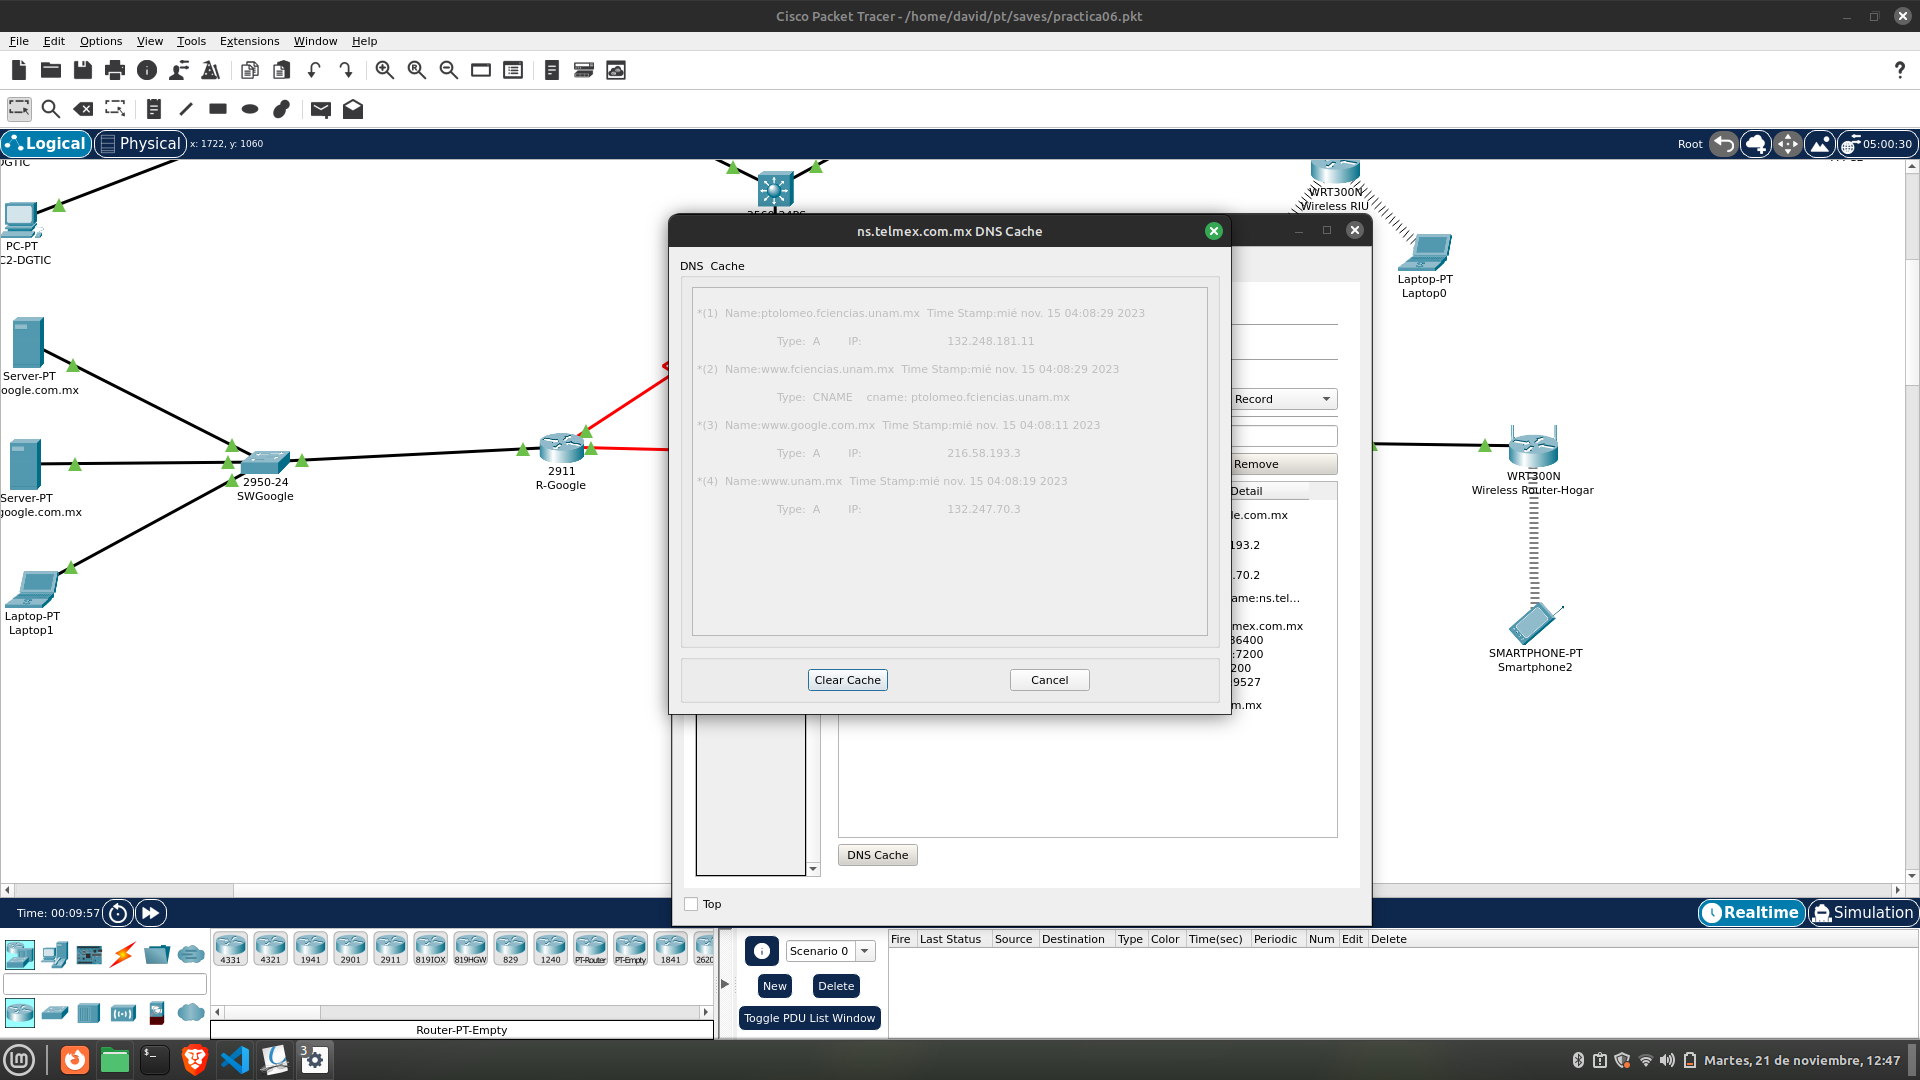 Cisco Packet Tracer - /home/david/pt/saves/practica06.pkt
File Edit Options View Tools Extensions Window Help
?
Logical Physical x: 1722, y: 1060
Root 05:00:30
PC-PT
C2-DGTIC
Server-PT
oogle.com.mx
Server-PT
google.com.mx
Laptop-PT
Laptop1
2950-24
SWGoogle
2911
R-Google
WRT300N
Wireless RIU
Laptop-PT
Laptop0
WRT300N
Wireless Router-Hogar
SMARTPHONE-PT
Smartphone2
ns.telmex.com.mx DNS Cache
DNS Cache
*(1) Name:ptolomeo.fciencias.unam.mx Time Stamp:mié nov. 15 04:08:29 2023
Type: A IP: 132.248.181.11
*(2) Name:www.fciencias.unam.mx Time Stamp:mié nov. 15 04:08:29 2023
Type: CNAME cname: ptolomeo.fciencias.unam.mx
*(3) Name:www.google.com.mx Time Stamp:mié nov. 15 04:08:11 2023
Type: A IP: 216.58.193.3
*(4) Name:www.unam.mx Time Stamp:mié nov. 15 04:08:19 2023
Type: A IP: 132.247.70.3
Clear Cache Cancel
Record
Remove
Detail
le.com.mx
193.2
.70.2
ame:ns.tel...
mex.com.mx
86400
:7200
200
9527
m.mx
DNS Cache
Top
Time: 00:09:57
Realtime Simulation
4331 4321 1941 2901 2911 819IOX 819HGW 829 1240 PT-Router PT-Empty 1841 2620
Router-PT-Empty
Scenario 0
New Delete
Toggle PDU List Window
Fire Last Status Source Destination Type Color Time(sec) Periodic Num Edit Delete
3
Martes, 21 de noviembre, 12:47